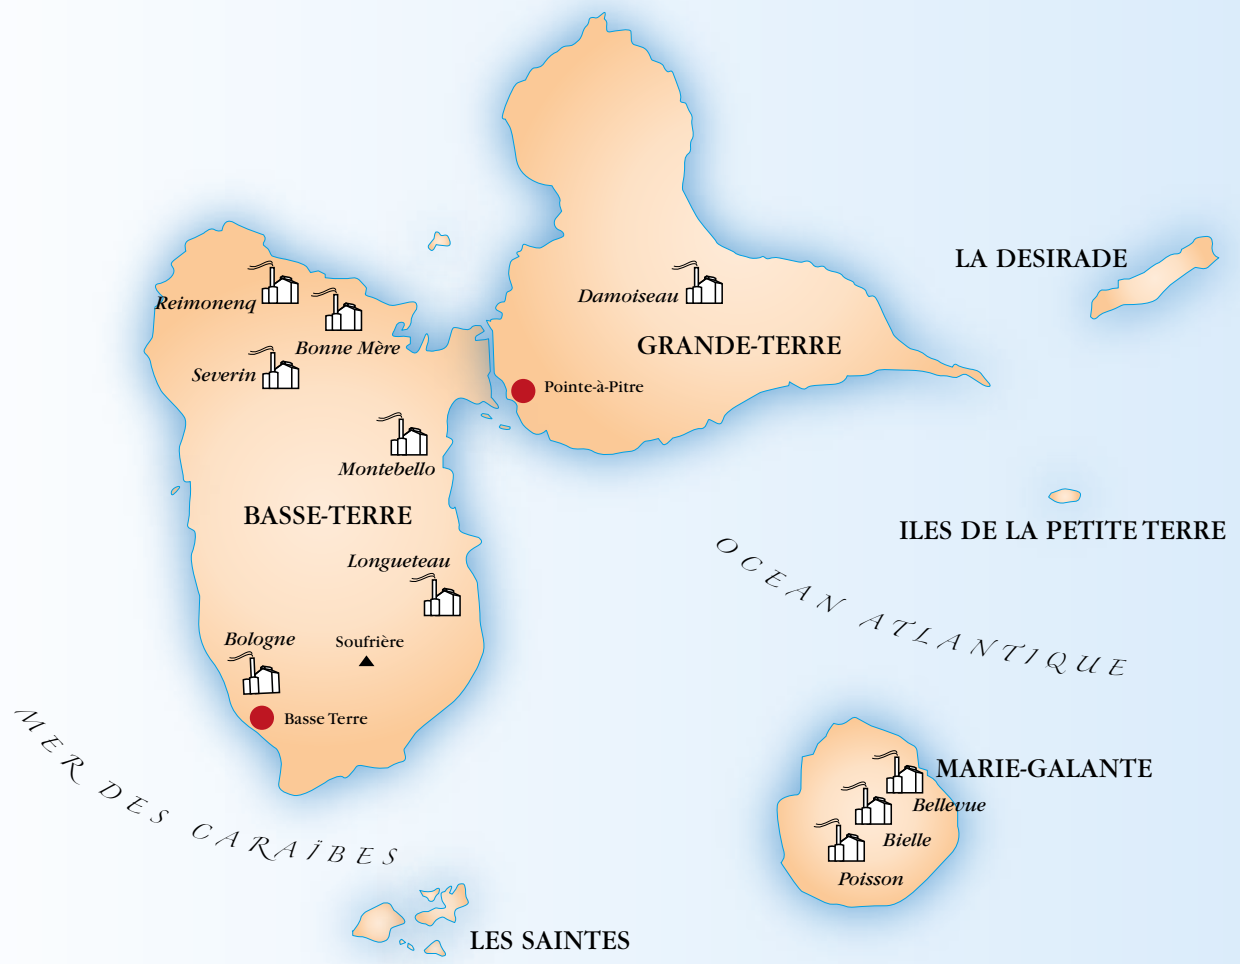 LA DESIRADE
Reimonenq
Damoiseau
Bonne Mère
GRANDE-TERRE
Severin
Pointe-à-Pitre
Montebello
BASSE-TERRE
ILES DE LA PETITE TERRE
OCEAN ATLANTIQUE
Longueteau
Bologne
Soufrière
Basse Terre
MER DES CARAÏBES
MARIE-GALANTE
Bellevue
Bielle
Poisson
LES SAINTES